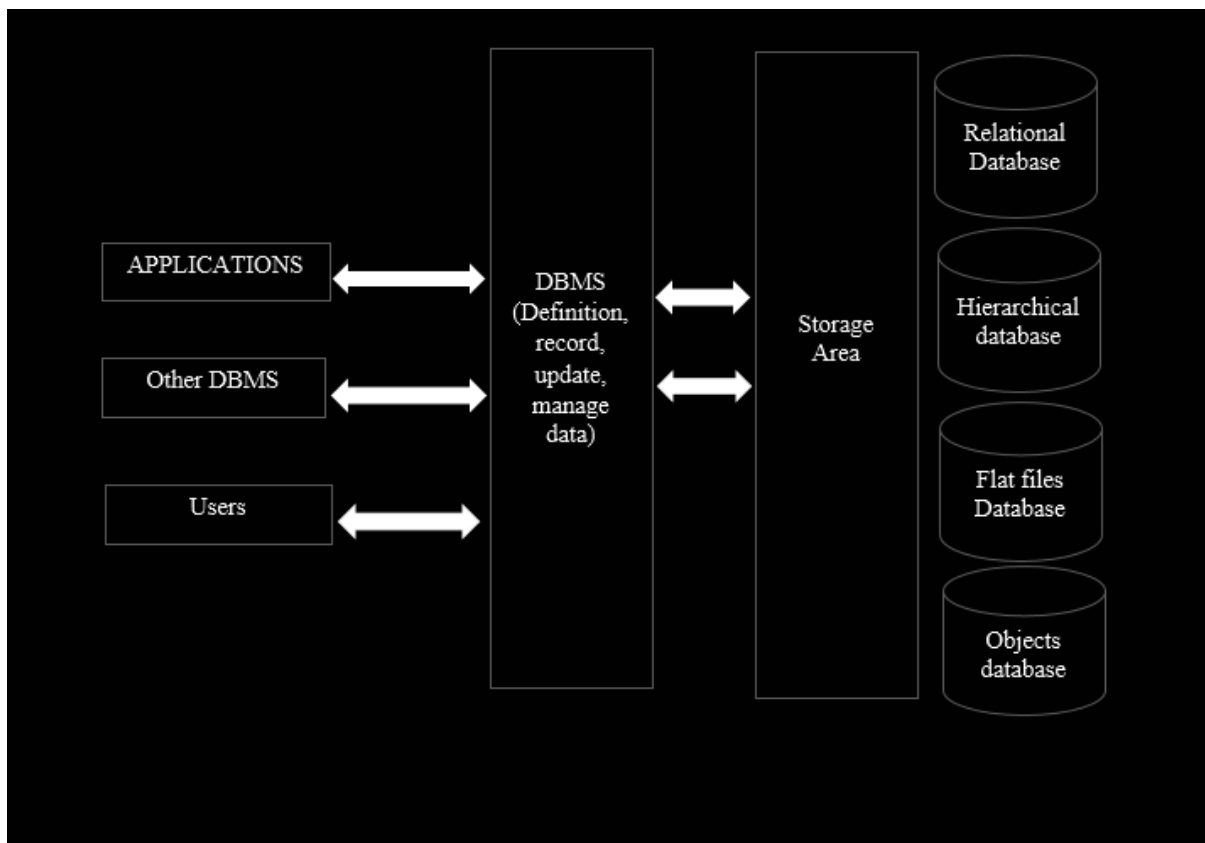 APPLICATIONS
Other DBMS
Users
DBMS
(Definition,
record,
update,
manage
data)
Storage
Area
Relational
Database
Hierarchical
database
Flat files
Database
Objects
database